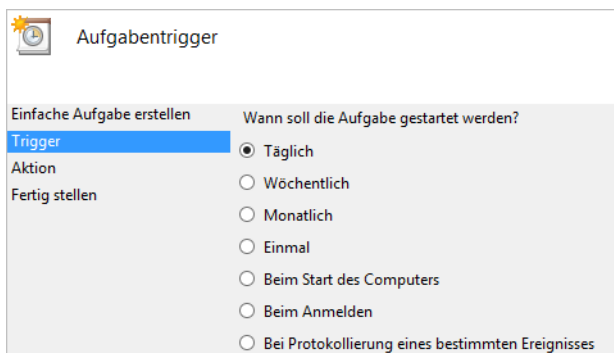 Aufgabentrigger
Einfache Aufgabe erstellen
Trigger
Aktion
Fertig stellen
Wann soll die Aufgabe gestartet werden?
Täglich
Wöchentlich
Monatlich
Einmal
Beim Start des Computers
Beim Anmelden
Bei Protokollierung eines bestimmten Ereignisses